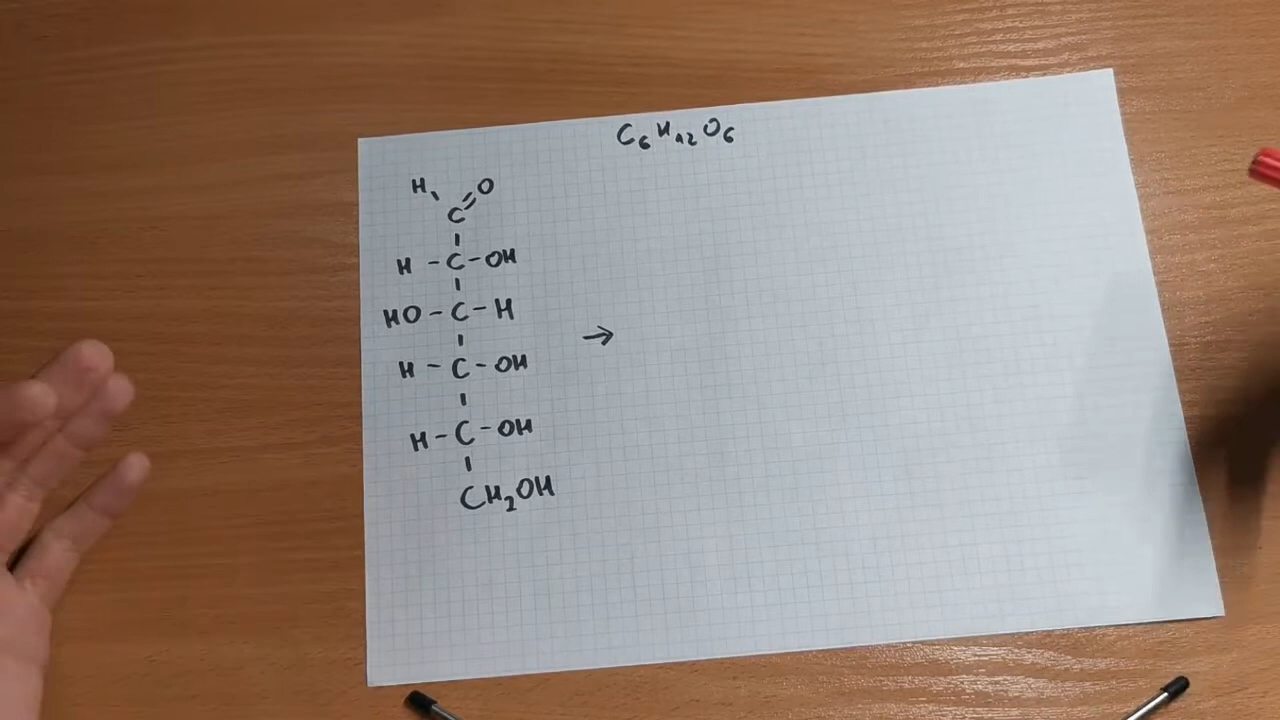 C₆H₁₂O₆
H O
C
H - C - OH
HO - C - H
→
H - C - OH
H - C - OH
CH₂OH